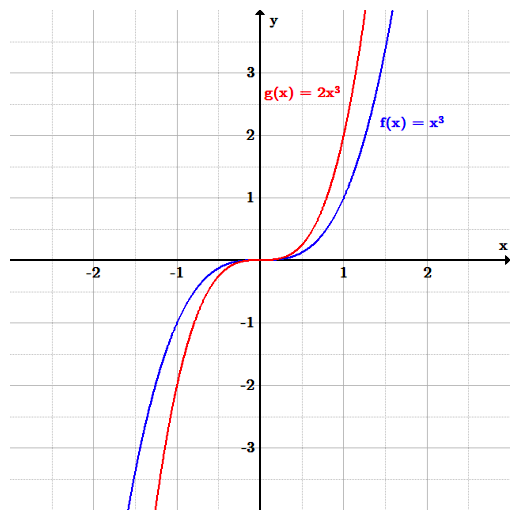 y
3
g(x) = 2x³
f(x) = x³
2
1
x
-2 -1 1 2
-1
-2
-3